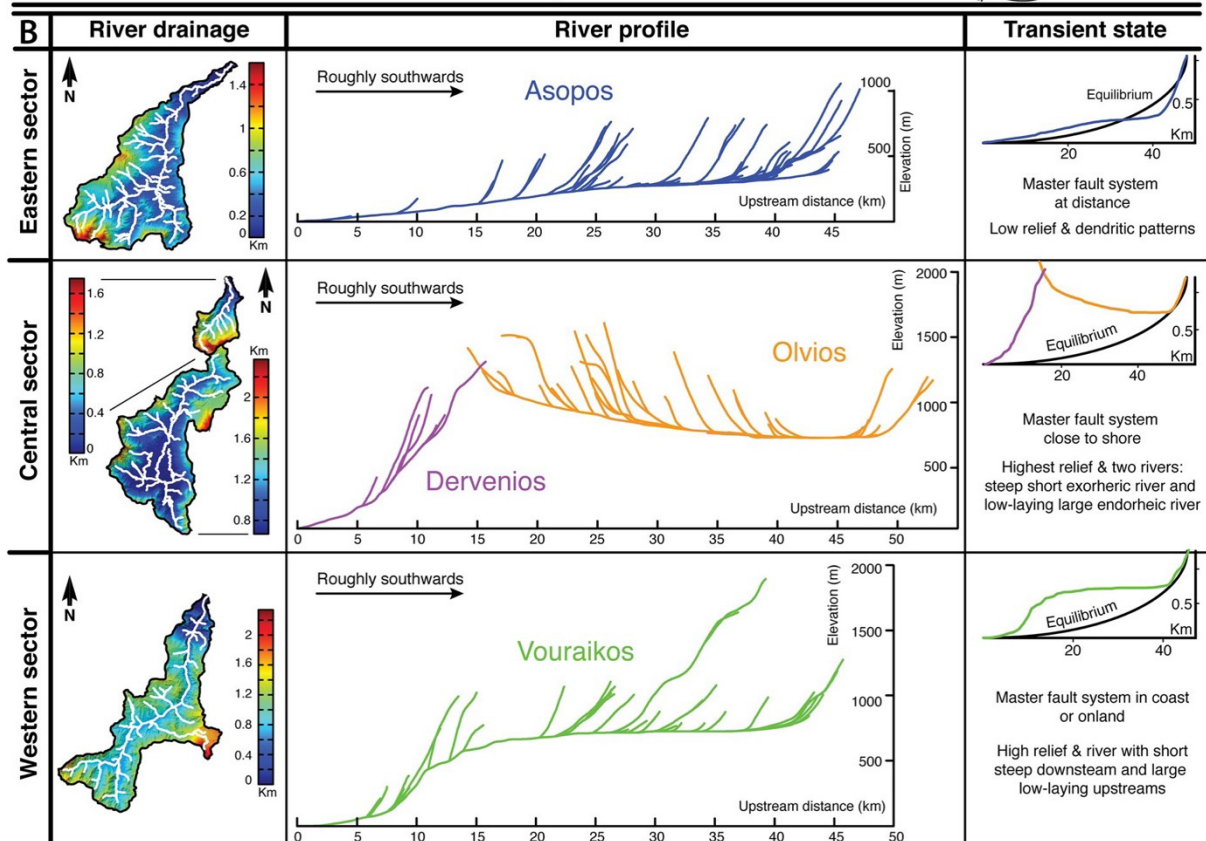 B
River drainage
River profile
Transient state
Eastern sector
N
1.4
1
0.6
0.2
0
Km
Roughly southwards
Asopos
1000
500
Elevation (m)
Upstream distance (km)
0 5 10 15 20 25 30 35 40 45
Equilibrium
0.5
Km
20 40
Master fault system
at distance
Low relief & dendritic patterns
Central sector
1.6
1.2
0.8
0.4
0
Km
N
Km
2
1.6
1.2
0.8
Roughly southwards
Dervenios
Olvios
2000
1500
1000
500
Elevation (m)
Upstream distance (km)
0 5 10 15 20 25 30 35 40 45 50
Equilibrium
0.5
Km
20 40
Master fault system
close to shore
Highest relief & two rivers:
steep short exorheric river and
low-laying large endorheic river
Western sector
N
2
1.6
1.2
0.8
0.4
0
Km
Roughly southwards
Vouraikos
2000
1500
1000
500
Elevation (m)
Upstream distance (km)
0 5 10 15 20 25 30 35 40 45 50
Equilibrium
0.5
Km
20 40
Master fault system in coast
or onland
High relief & river with short
steep downsteam and large
low-laying upstreams